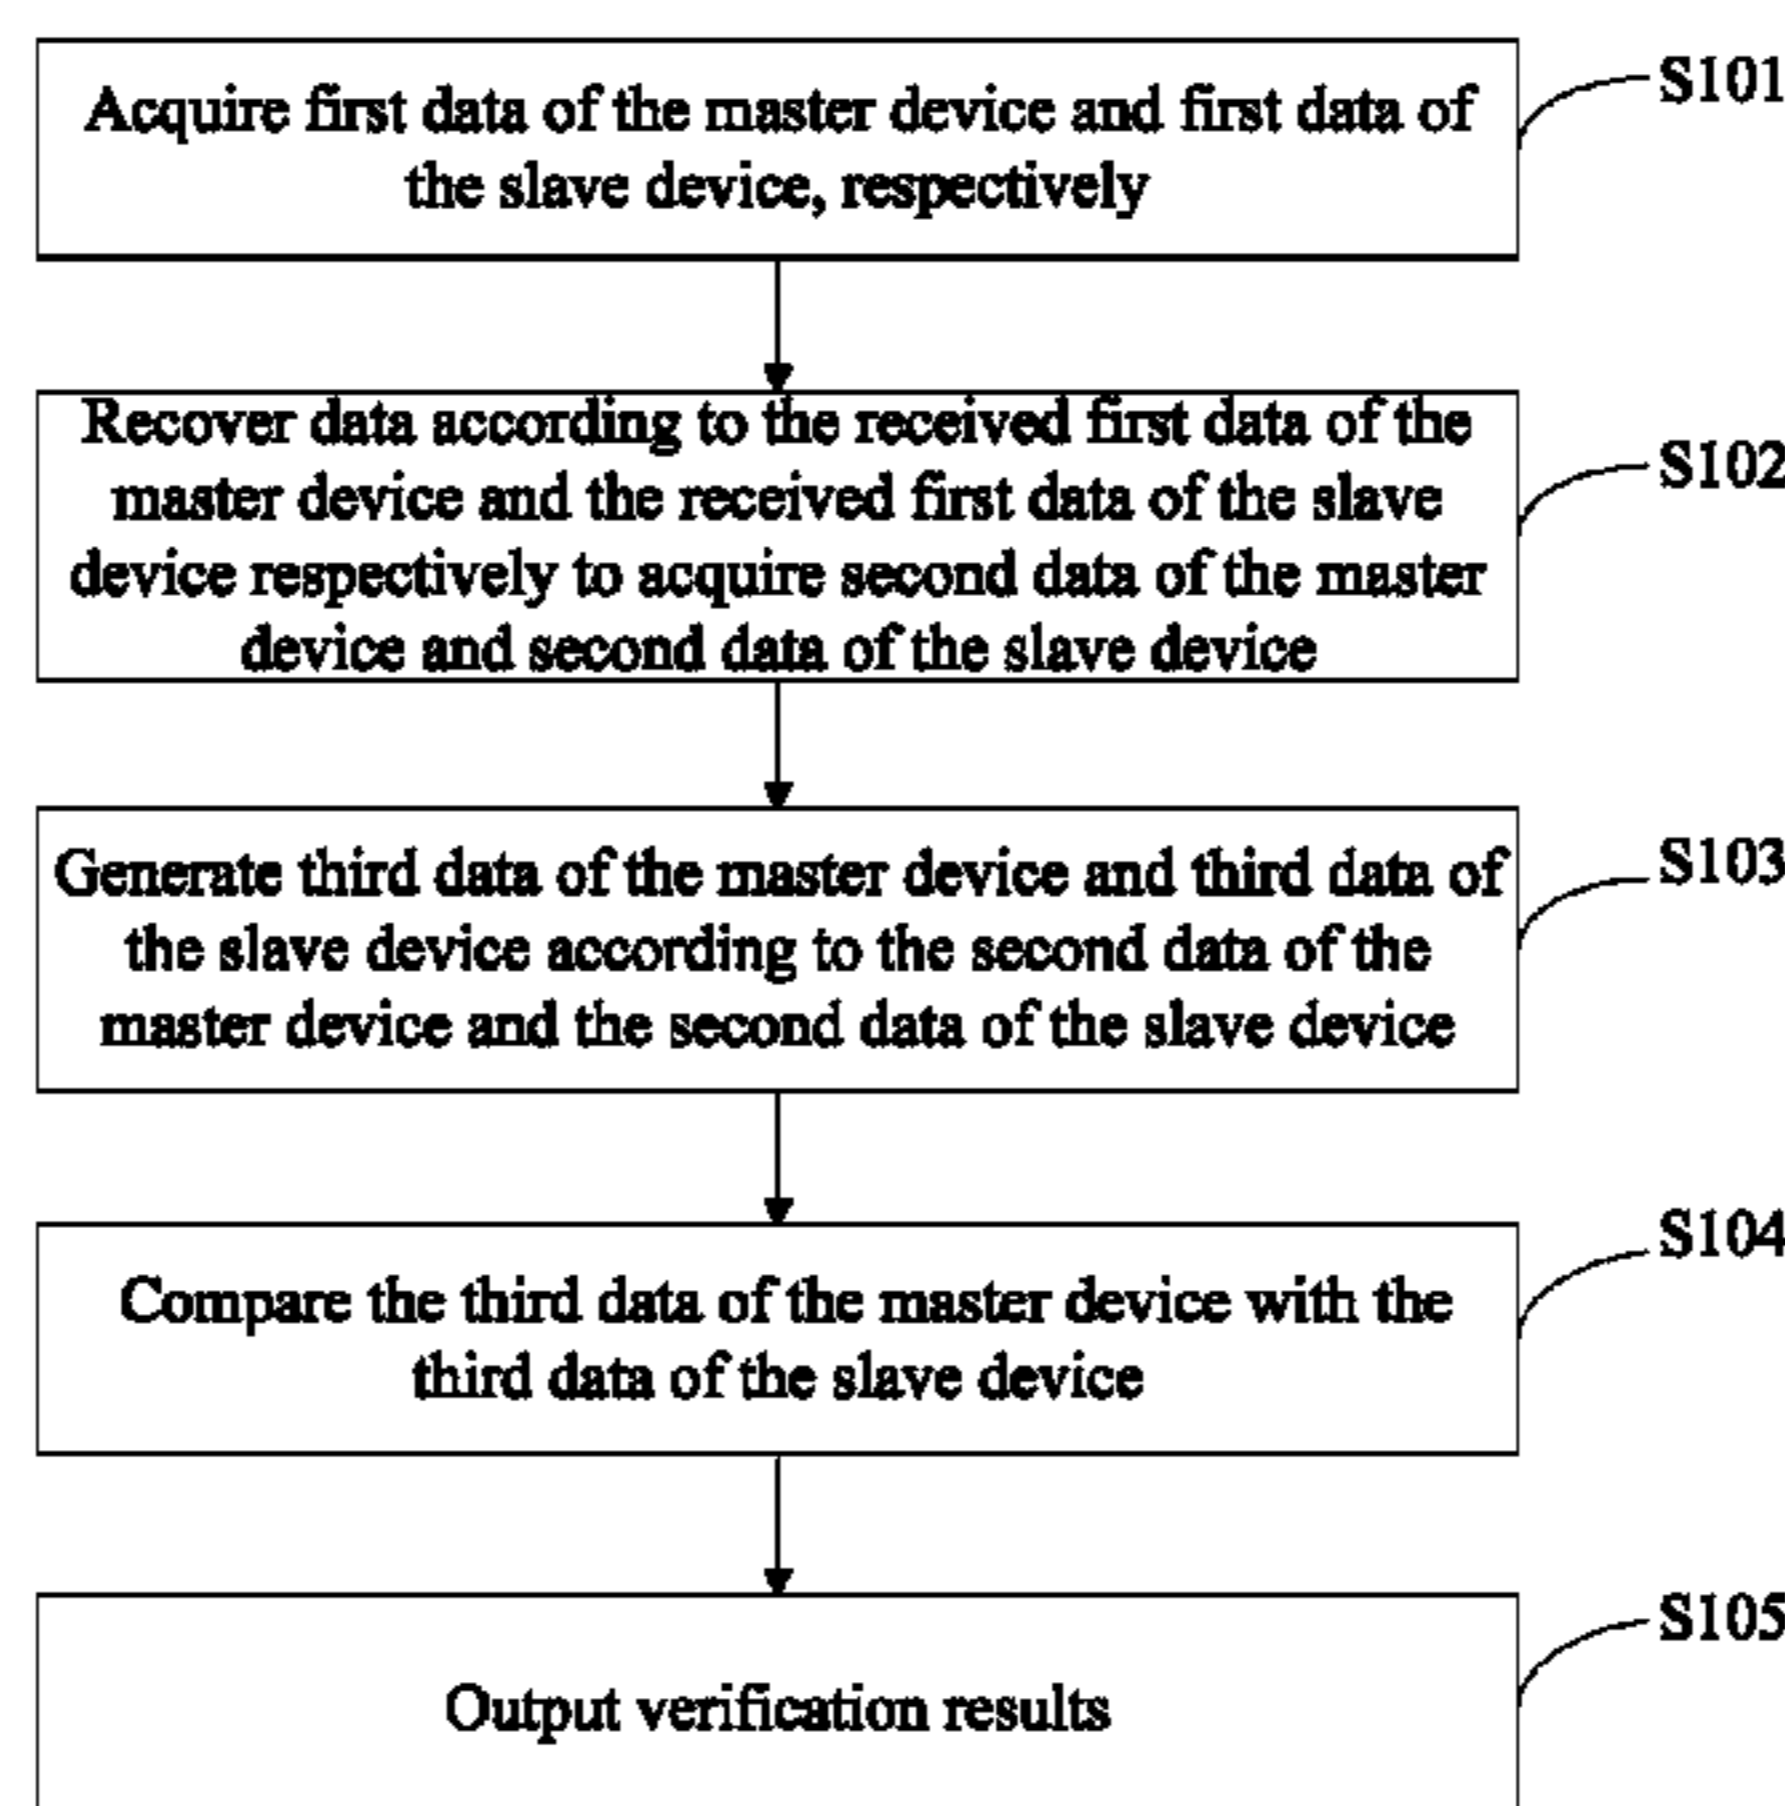 Acquire first data of the master device and first data of
the slave device, respectively
S101
Recover data according to the received first data of the
master device and the received first data of the slave
device respectively to acquire second data of the master
device and second data of the slave device
S102
Generate third data of the master device and third data of
the slave device according to the second data of the
master device and the second data of the slave device
S103
Compare the third data of the master device with the
third data of the slave device
S104
Output verification results
S105